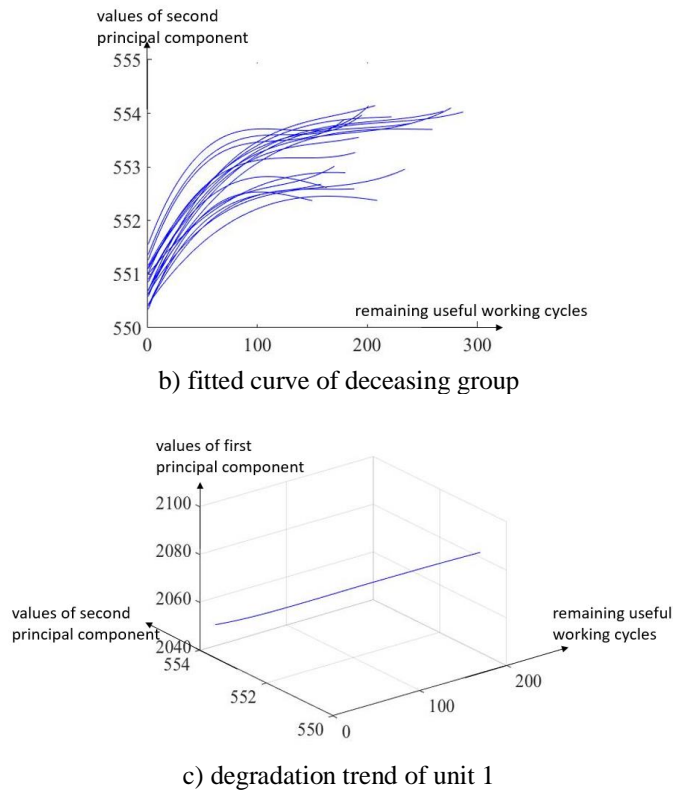 values of second
principal component
555
554
553
552
551
550
0
100
200
300
remaining useful working cycles
b) fitted curve of deceasing group
values of first
principal component
2100
2080
2060
2040
values of second
principal component
554
552
550
0
100
200
remaining useful
working cycles
c) degradation trend of unit 1